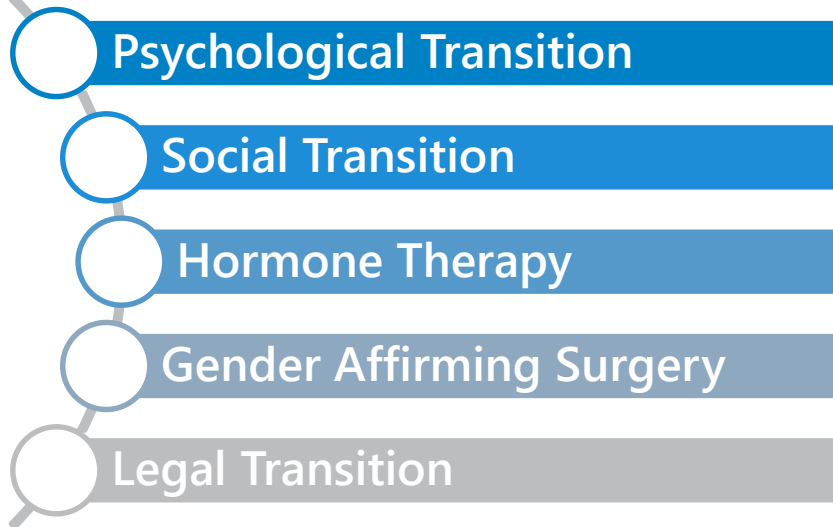 Psychological Transition
Social Transition
Hormone Therapy
Gender Affirming Surgery
Legal Transition